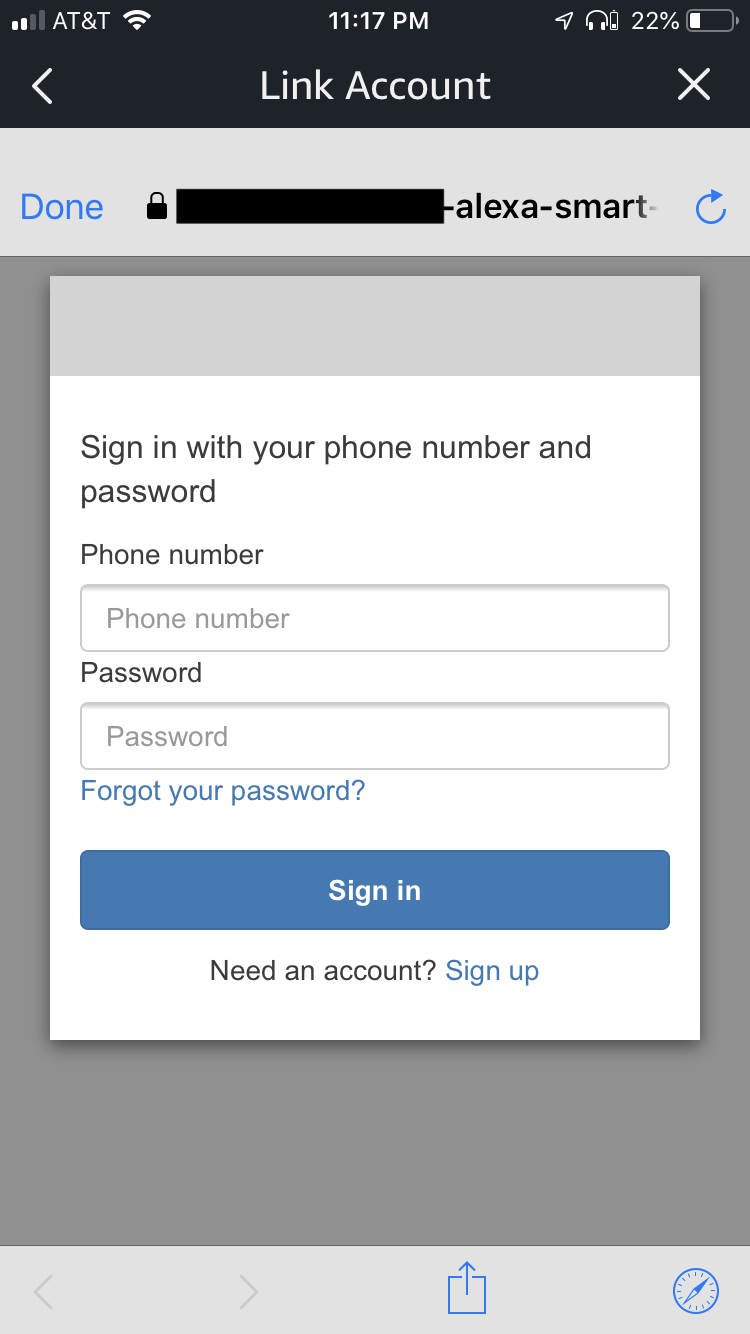 AT&T 11:17 PM 22%
Link Account
Done -alexa-smart-
Sign in with your phone number and
password
Phone number
Phone number
Password
Password
Forgot your password?
Sign in
Need an account? Sign up